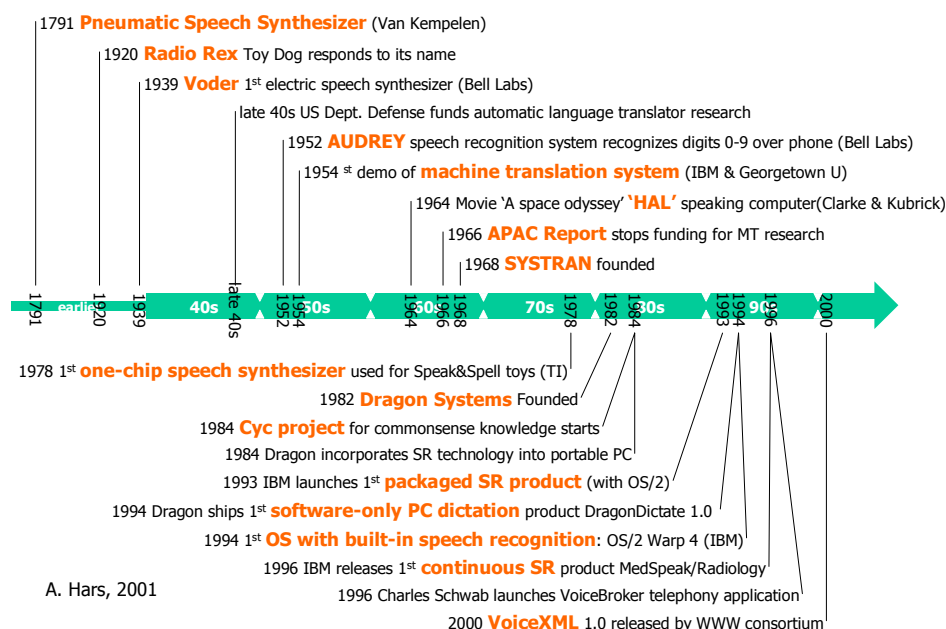 1791 Pneumatic Speech Synthesizer (Van Kempelen)
1920 Radio Rex Toy Dog responds to its name
1939 Voder 1st electric speech synthesizer (Bell Labs)
late 40s US Dept. Defense funds automatic language translator research
1952 AUDREY speech recognition system recognizes digits 0-9 over phone (Bell Labs)
1954 st demo of machine translation system (IBM & Georgetown U)
1964 Movie 'A space odyssey' 'HAL' speaking computer(Clarke & Kubrick)
1966 APAC Report stops funding for MT research
1968 SYSTRAN founded
earlier 40s 50s 60s 70s 80s 90s
1791 1920 1939 late 40s 1952 1954 1964 1966 1968 1978 1982 1984 1993 1994 1996 2000
1978 1st one-chip speech synthesizer used for Speak&Spell toys (TI)
1982 Dragon Systems Founded
1984 Cyc project for commonsense knowledge starts
1984 Dragon incorporates SR technology into portable PC
1993 IBM launches 1st packaged SR product (with OS/2)
1994 Dragon ships 1st software-only PC dictation product DragonDictate 1.0
1994 1st OS with built-in speech recognition: OS/2 Warp 4 (IBM)
1996 IBM releases 1st continuous SR product MedSpeak/Radiology
A. Hars, 2001
1996 Charles Schwab launches VoiceBroker telephony application
2000 VoiceXML 1.0 released by WWW consortium